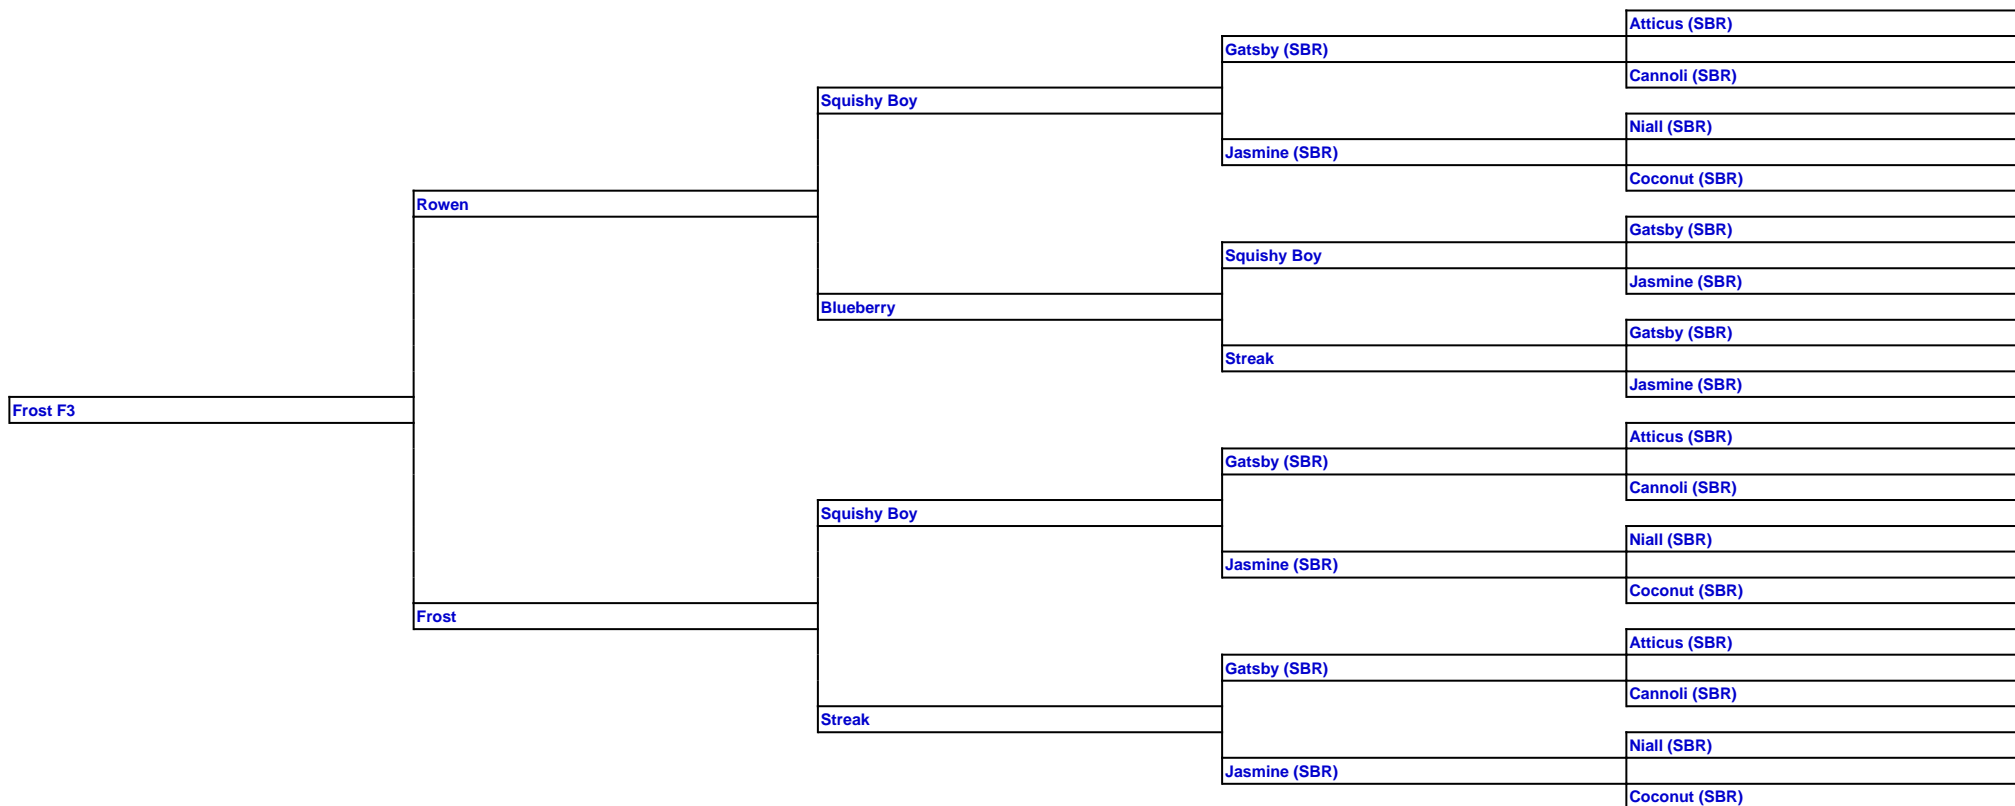 Atticus (SBR)
Gatsby (SBR)
Cannoli (SBR)
Squishy Boy
Niall (SBR)
Jasmine (SBR)
Coconut (SBR)
Rowen
Gatsby (SBR)
Squishy Boy
Jasmine (SBR)
Blueberry
Gatsby (SBR)
Streak
Jasmine (SBR)
Frost F3
Atticus (SBR)
Gatsby (SBR)
Cannoli (SBR)
Squishy Boy
Niall (SBR)
Jasmine (SBR)
Coconut (SBR)
Frost
Atticus (SBR)
Gatsby (SBR)
Cannoli (SBR)
Streak
Niall (SBR)
Jasmine (SBR)
Coconut (SBR)